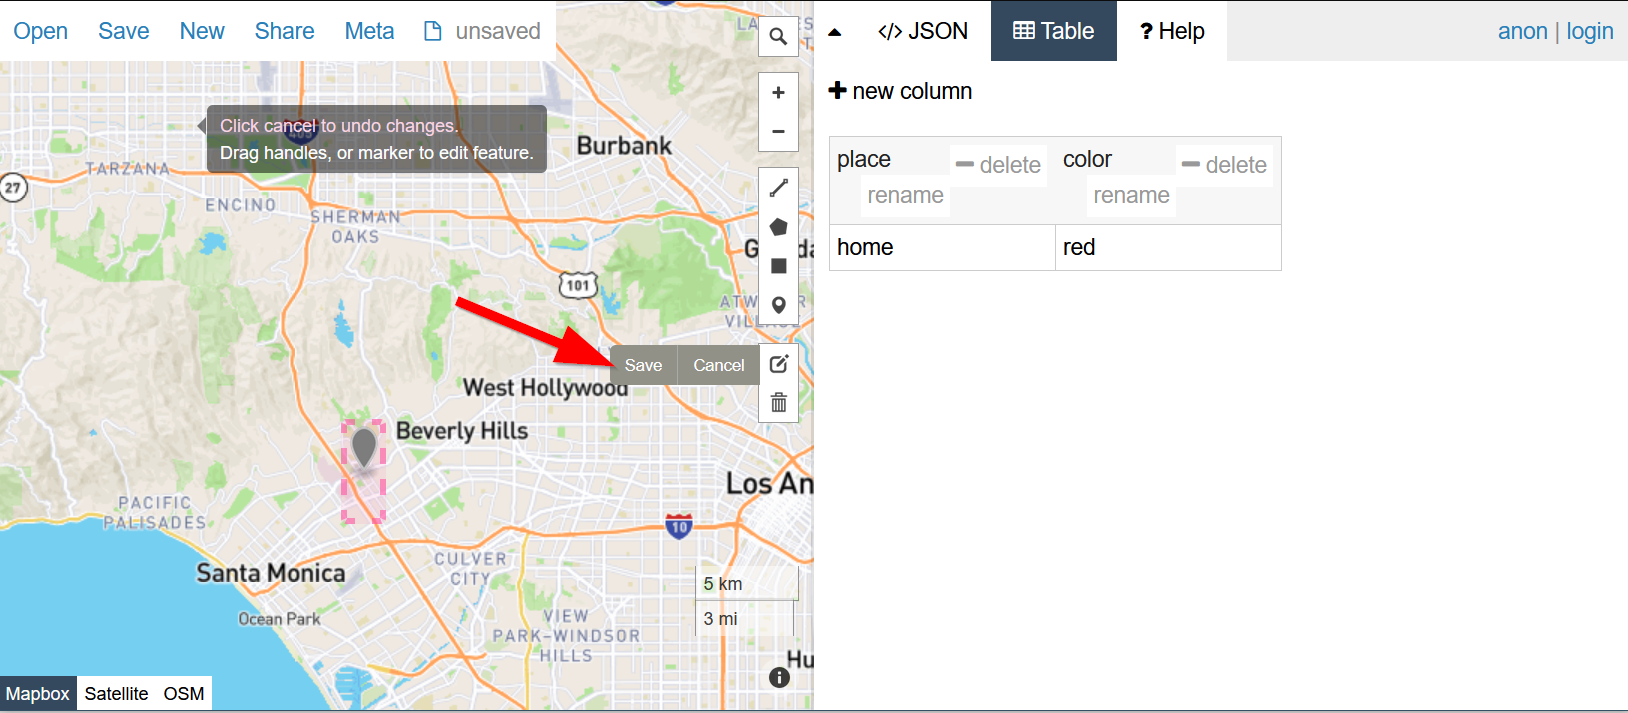 Open Save New Share Meta unsaved
</> JSON Table ? Help
anon | login
new column
place delete color delete
rename rename
home red
Click cancel to undo changes.
Drag handles, or marker to edit feature.
405
Burbank
TARZANA
27
ENCINO
SHERMAN
OAKS
101
Save Cancel
West Hollywood
Beverly Hills
Los An
PACIFIC
PALISADES
10
CULVER
CITY
Santa Monica
5 km
Ocean Park
3 mi
VIEW
PARK-WINDSOR
HILLS
Hu
Mapbox Satellite OSM